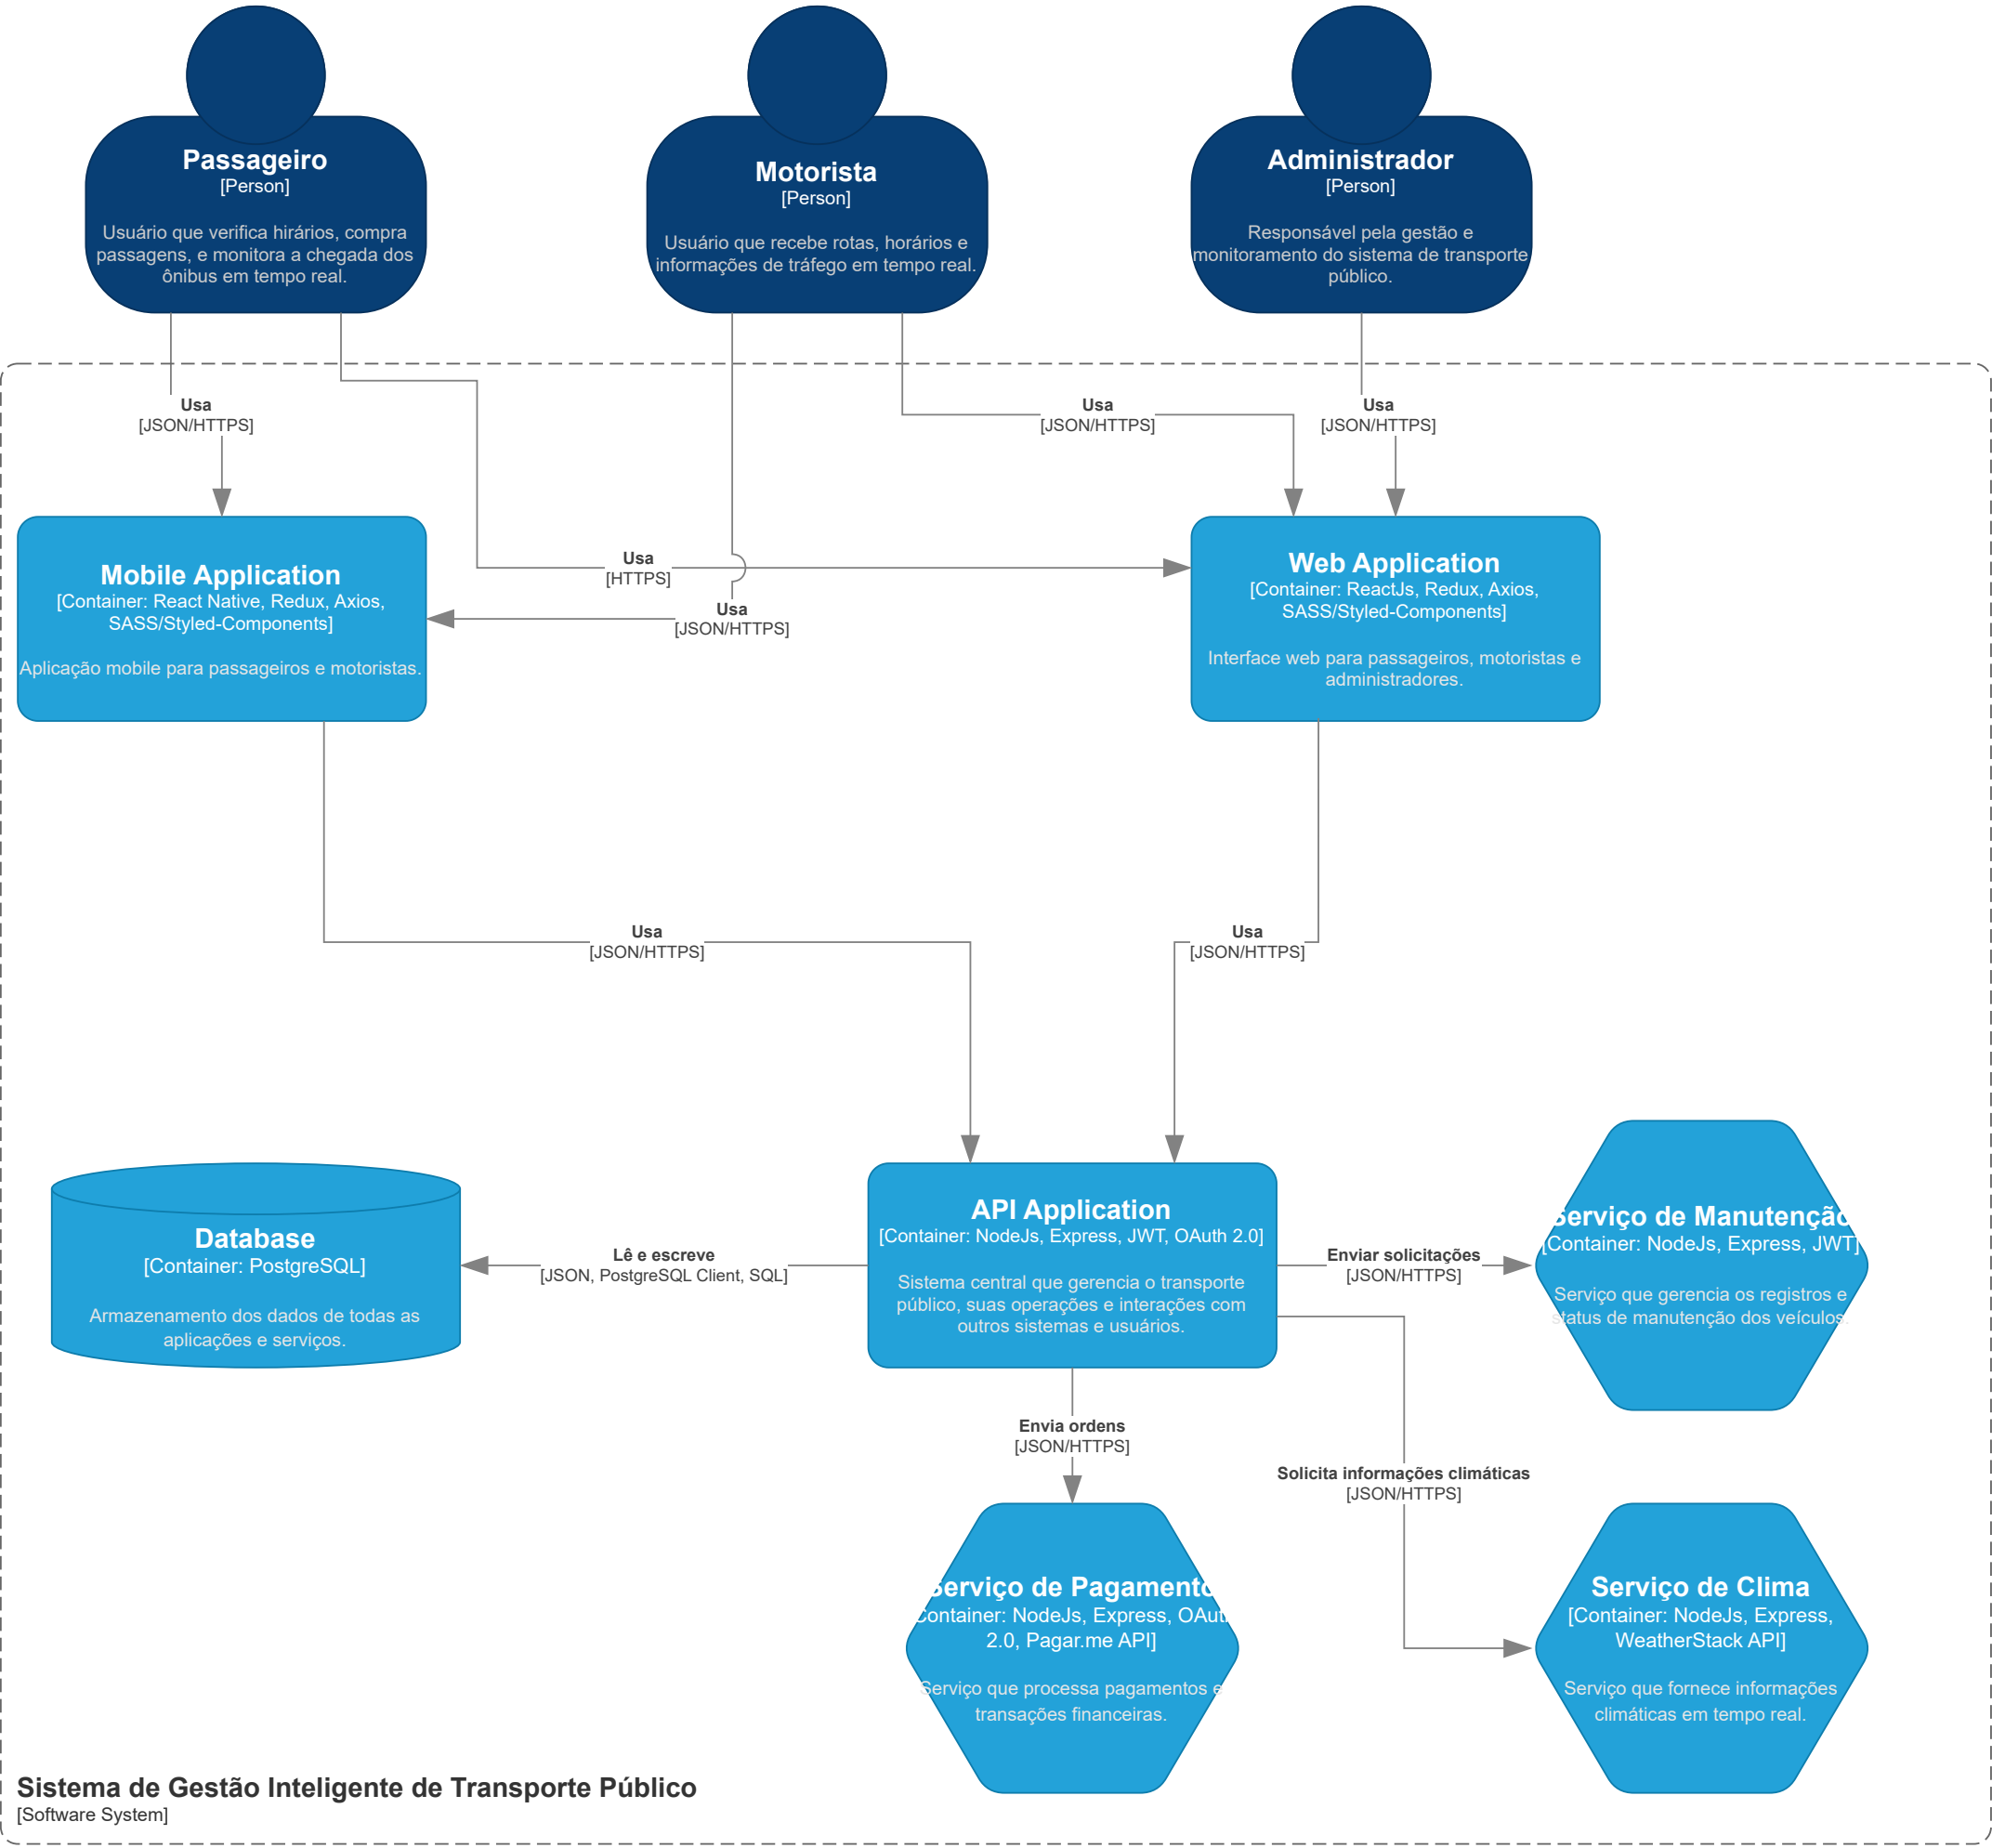 Passageiro
[Person]
Usuário que verifica hirários, compra
passagens, e monitora a chegada dos
ônibus em tempo real.
Motorista
[Person]
Usuário que recebe rotas, horários e
informações de tráfego em tempo real.
Administrador
[Person]
Responsável pela gestão e
monitoramento do sistema de transporte
público.
Usa
[JSON/HTTPS]
Usa
[JSON/HTTPS]
Usa
[JSON/HTTPS]
Usa
[HTTPS]
Usa
[JSON/HTTPS]
Mobile Application
[Container: React Native, Redux, Axios,
SASS/Styled-Components]
Aplicação mobile para passageiros e motoristas.
Web Application
[Container: ReactJs, Redux, Axios,
SASS/Styled-Components]
Interface web para passageiros, motoristas e
administradores.
Usa
[JSON/HTTPS]
Usa
[JSON/HTTPS]
Database
[Container: PostgreSQL]
Armazenamento dos dados de todas as
aplicações e serviços.
Lê e escreve
[JSON, PostgreSQL Client, SQL]
API Application
[Container: NodeJs, Express, JWT, OAuth 2.0]
Sistema central que gerencia o transporte
público, suas operações e interações com
outros sistemas e usuários.
Enviar solicitações
[JSON/HTTPS]
Serviço de Manutenção
[Container: NodeJs, Express, JWT]
Serviço que gerencia os registros e
status de manutenção dos veículos.
Envia ordens
[JSON/HTTPS]
Solicita informações climáticas
[JSON/HTTPS]
Serviço de Pagamento
Container: NodeJs, Express, OAuth
2.0, Pagar.me API]
Serviço que processa pagamentos e
transações financeiras.
Serviço de Clima
[Container: NodeJs, Express,
WeatherStack API]
Serviço que fornece informações
climáticas em tempo real.
Sistema de Gestão Inteligente de Transporte Público
[Software System]